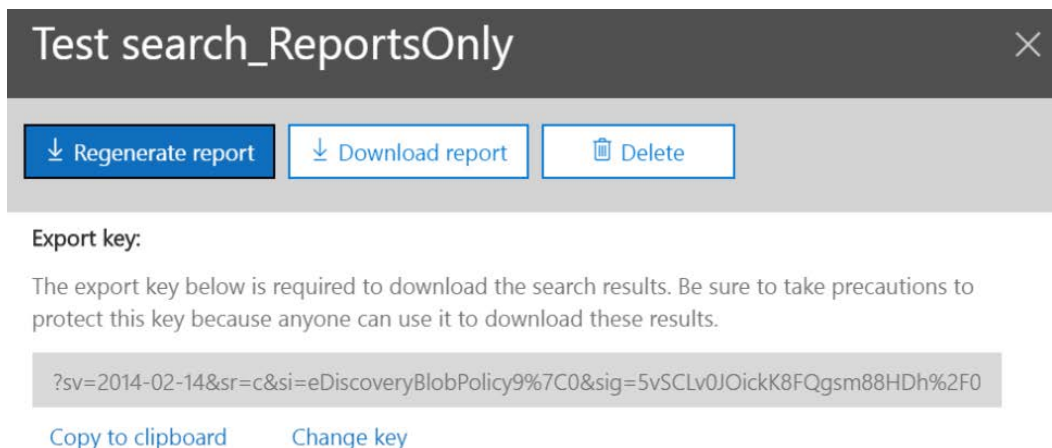 Test search_ReportsOnly
Regenerate report
Download report
Delete
Export key:
The export key below is required to download the search results. Be sure to take precautions to
protect this key because anyone can use it to download these results.
?sv=2014-02-14&sr=c&si=eDiscoveryBlobPolicy9%7C0&sig=5vSCLv0JOickK8FQgsm88HDh%2F0
Copy to clipboard
Change key